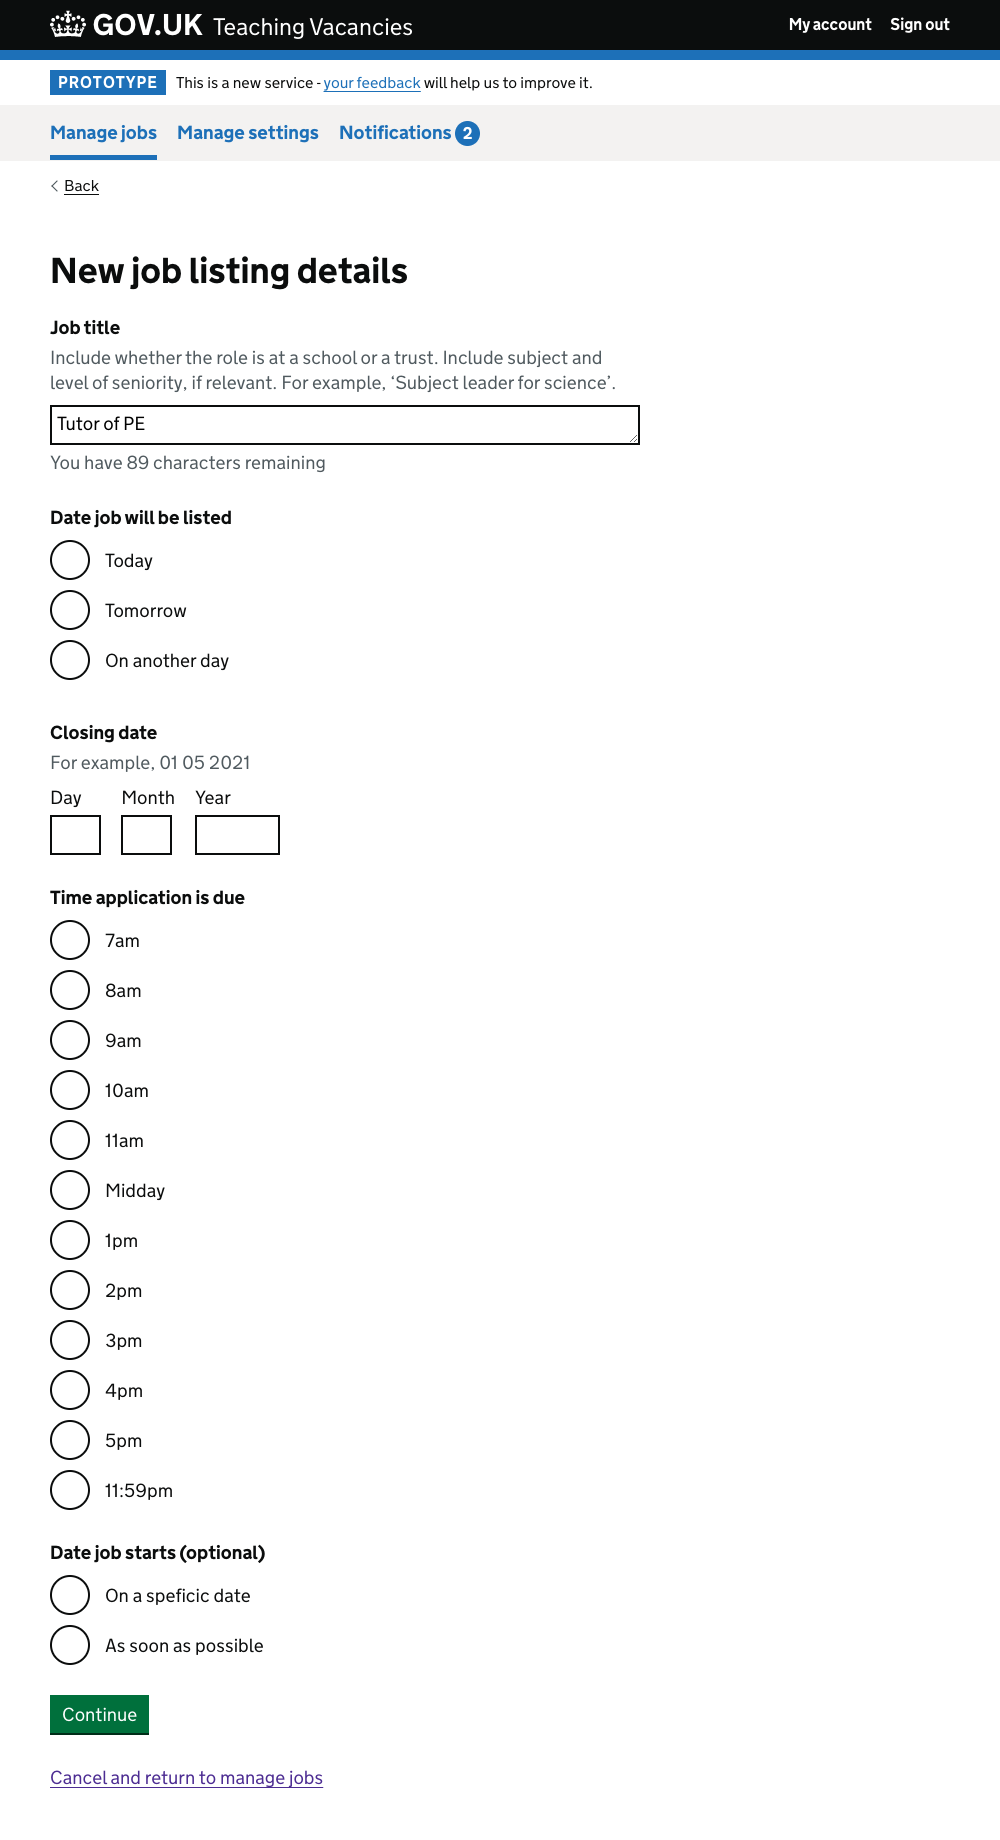 GOV.UK Teaching Vacancies My account Sign out
PROTOTYPE This is a new service - your feedback will help us to improve it.
Manage jobs Manage settings Notifications 2
Back
New job listing details
Job title
Include whether the role is at a school or a trust. Include subject and
level of seniority, if relevant. For example, ‘Subject leader for science’.
Tutor of PE
You have 89 characters remaining
Date job will be listed
Today
Tomorrow
On another day
Closing date
For example, 01 05 2021
Day Month Year
Time application is due
7am
8am
9am
10am
11am
Midday
1pm
2pm
3pm
4pm
5pm
11:59pm
Date job starts (optional)
On a speficic date
As soon as possible
Continue
Cancel and return to manage jobs